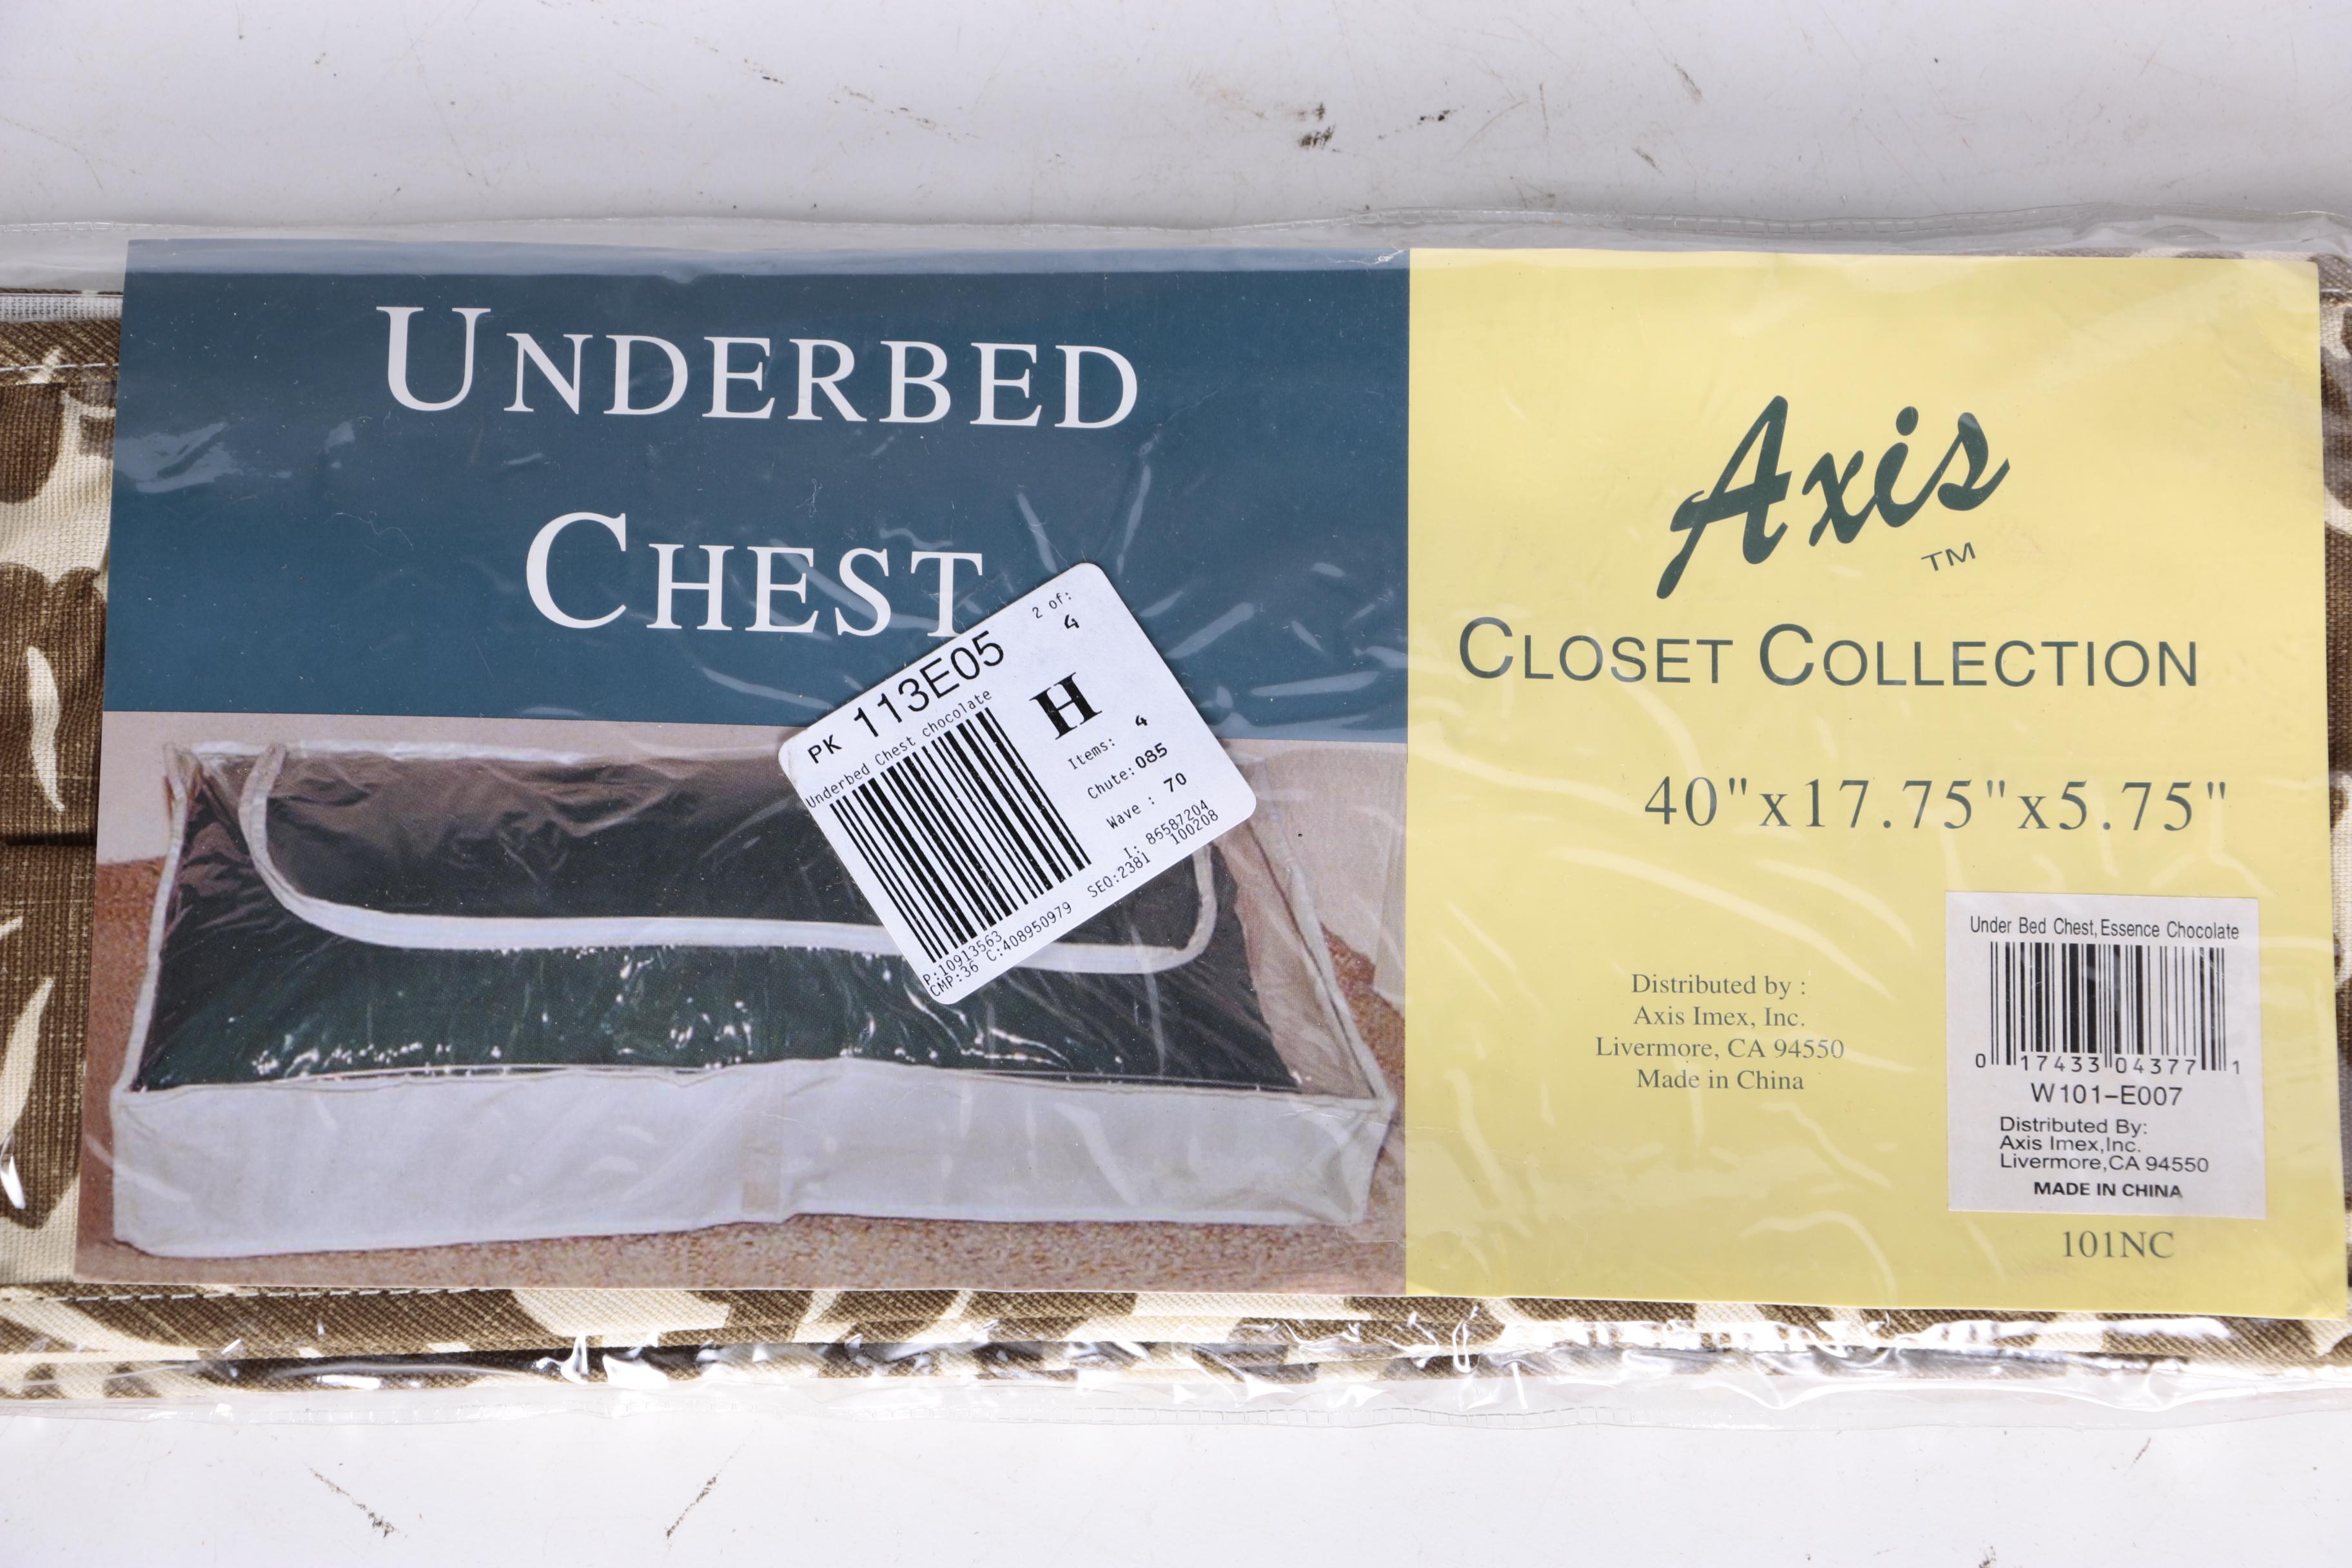 UNDERBED
CHEST
PK 113E05
2 of:
4
Underbed Chest chocolate
H
Items: 4
Chute: 085
Wave : 70
I: 86587204
SEQ:2381 100208
P:10913563
CMP:36 C:408950979
Axis
TM
CLOSET COLLECTION
40"x17.75"x5.75"
Distributed by :
Axis Imex, Inc.
Livermore, CA 94550
Made in China
Under Bed Chest,Essence Chocolate
0 17433 04377 1
W101-E007
Distributed By:
Axis Imex,Inc.
Livermore,CA 94550
MADE IN CHINA
101NC